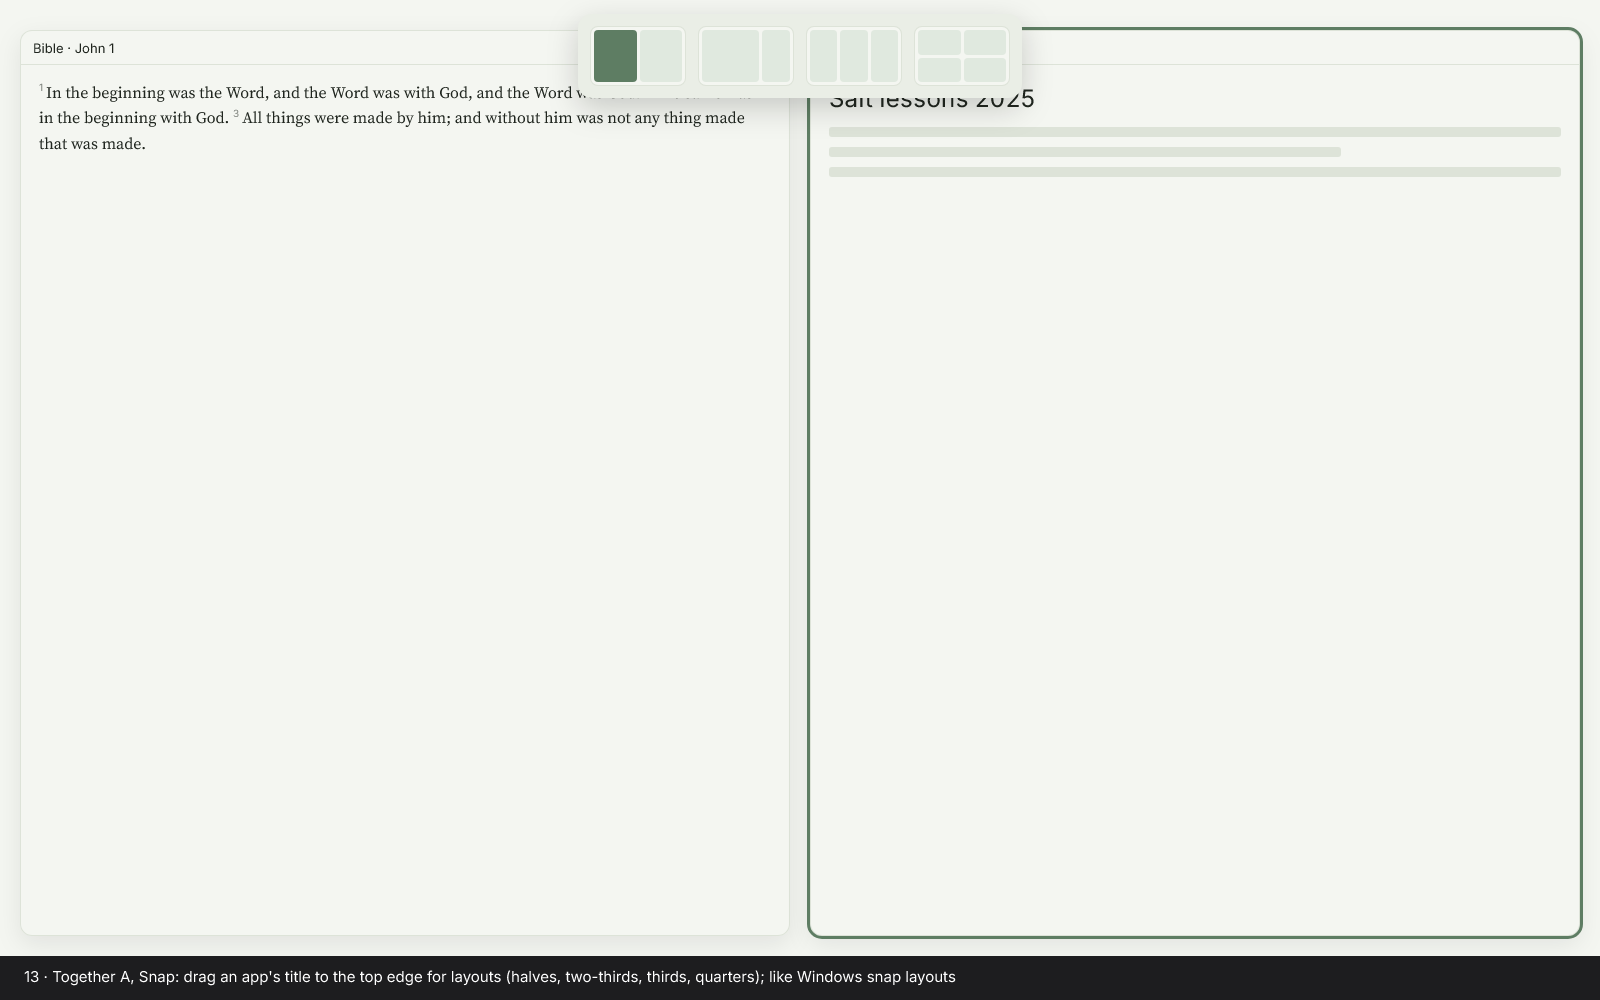 Bible · John 1
1 In the beginning was the Word, and the Word was with God, and the Word
in the beginning with God. 3 All things were made by him; and without him was not any thing made
that was made.
Salt lessons 2025
13 · Together A, Snap: drag an app's title to the top edge for layouts (halves, two-thirds, thirds, quarters); like Windows snap layouts